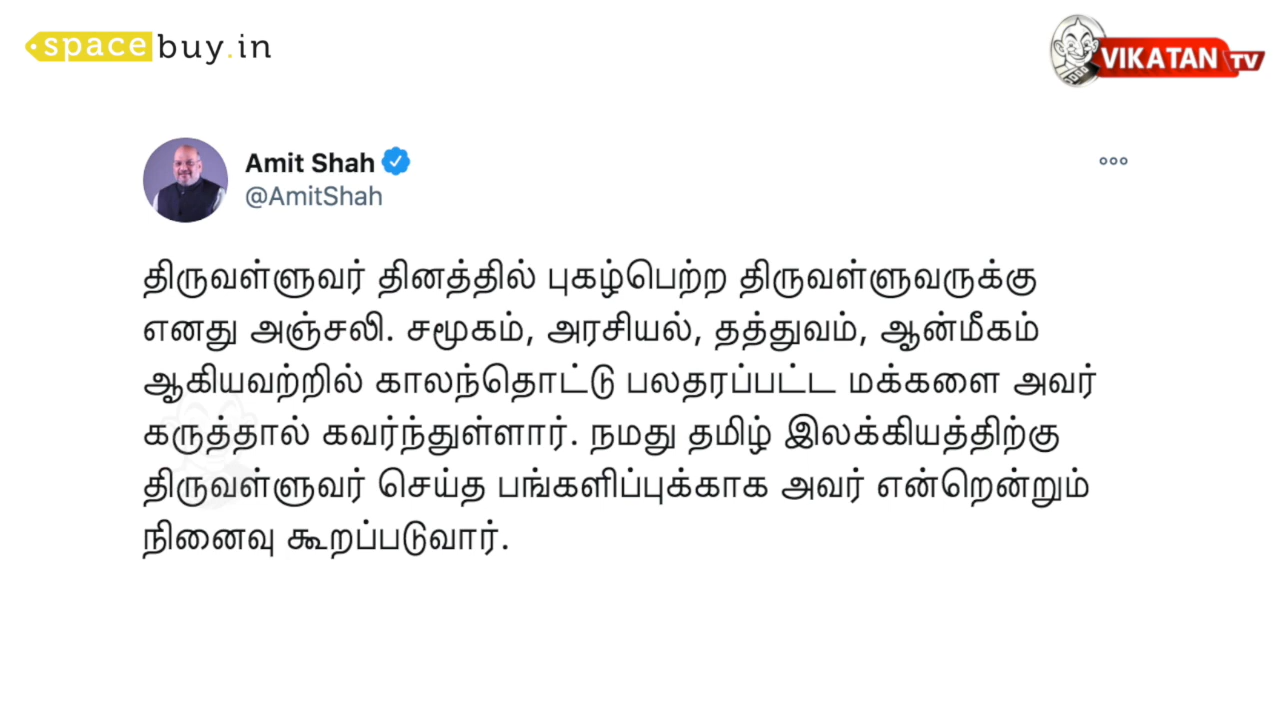 spacebuy.in
VIKATAN TV
Amit Shah
@AmitShah
திருவள்ளுவர் தினத்தில் புகழ்பெற்ற திருவள்ளுவருக்கு
எனது அஞ்சலி. சமூகம், அரசியல், தத்துவம், ஆன்மீகம்
ஆகியவற்றில் காலந்தொட்டு பலதரப்பட்ட மக்களை அவர்
கருத்தால் கவர்ந்துள்ளார். நமது தமிழ் இலக்கியத்திற்கு
திருவள்ளுவர் செய்த பங்களிப்புக்காக அவர் என்றென்றும்
நினைவு கூறப்படுவார்.